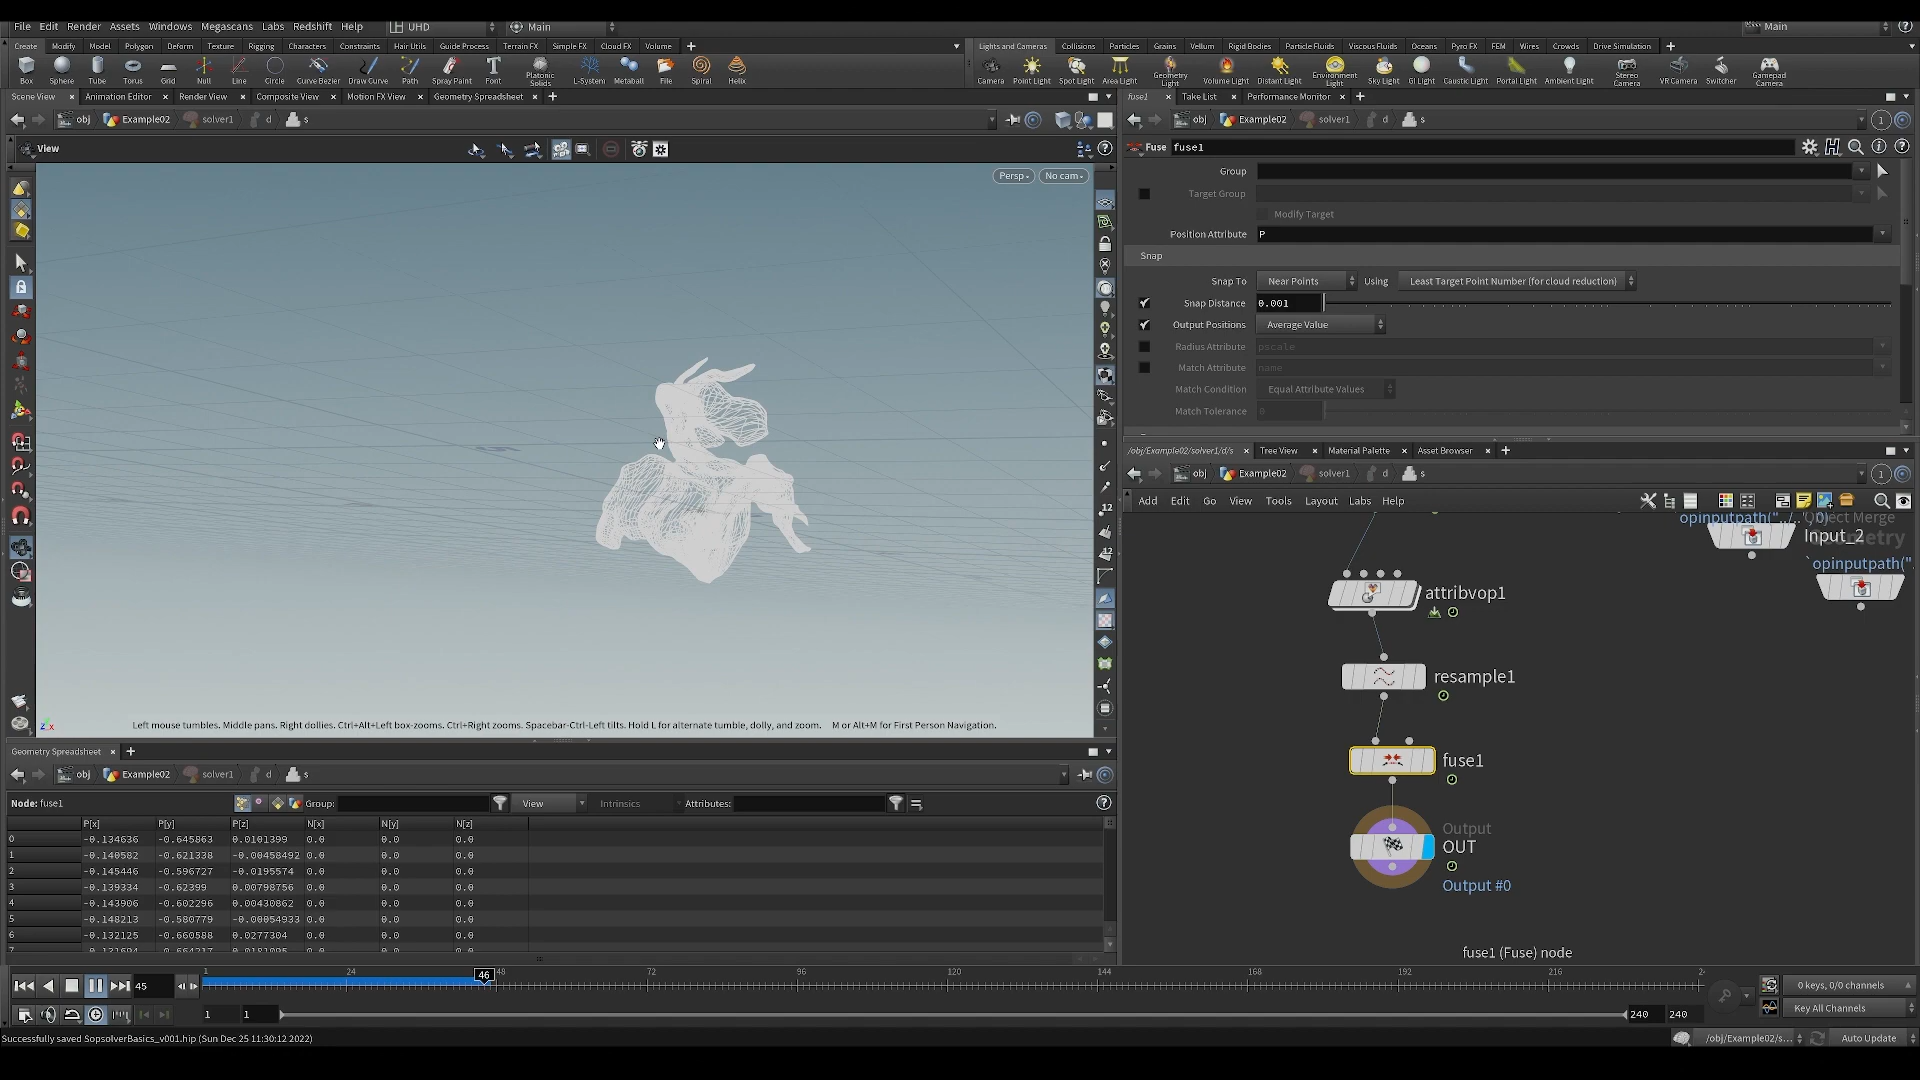 File Edit Render Assets Windows Megascans Labs Redshift Help UHD Main Main
Create Modify Model Polygon Deform Texture Rigging Characters Constraints Hair Utils Guide Process Terrain FX Simple FX Cloud FX Volume
Lights and Cameras Collisions Particles Grains Vellum Rigid Bodies Particle Fluids Viscous Fluids Oceans Pyro FX FEM Wires Crowds Drive Simulation
Box Sphere Tube Torus Grid Null Line Circle Curve Bezier Draw Curve Path Spray Paint Font Platonic Solids L-System Metaball File Spiral Helix
Camera Point Light Spot Light Area Light Geometry Light Volume Light Distant Light Environment Light Sky Light GI Light Caustic Light Portal Light Ambient Light Stereo Camera VR Camera Switcher Gamepad Camera
Scene View Animation Editor Render View Composite View Motion FX View Geometry Spreadsheet
obj Example02 solver1 d s
View
Persp No cam
Left mouse tumbles. Middle pans. Right dollies. Ctrl+Alt+Left box-zooms. Ctrl+Right zooms. Spacebar-Ctrl-Left tilts. Hold L for alternate tumble, dolly, and zoom. M or Alt+M for First Person Navigation.
fuse1 Take List Performance Monitor
obj Example02 solver1 d s 1
Fuse fuse1
Group
Target Group
Modify Target
Position Attribute P
Snap
Snap To Near Points Using Least Target Point Number (for cloud reduction)
Snap Distance 0.001
Output Positions Average Value
Radius Attribute pscale
Match Attribute name
Match Condition Equal Attribute Values
Match Tolerance 0
/obj/Example02/solver1/d/s Tree View Material Palette Asset Browser
obj Example02 solver1 d s 1
Add Edit Go View Tools Layout Labs Help
Input_2
attribvop1
resample1
fuse1
Output
OUT
Output #0
fuse1 (Fuse) node
Geometry Spreadsheet
obj Example02 solver1 d s
Node: fuse1 Group: View Intrinsics Attributes:
P[x] P[y] P[z] N[x] N[y] N[z]
0 -0.134636 -0.645863 0.0101399 0.0 0.0 0.0
1 -0.140582 -0.621338 -0.00458492 0.0 0.0 0.0
2 -0.145446 -0.596727 -0.0195574 0.0 0.0 0.0
3 -0.139334 -0.62399 0.00798756 0.0 0.0 0.0
4 -0.143906 -0.602296 0.00430862 0.0 0.0 0.0
5 -0.148213 -0.580779 -0.00054933 0.0 0.0 0.0
6 -0.132125 -0.660588 0.0277304 0.0 0.0 0.0
45 1 24 46 48 72 96 120 144 168 192 216
0 keys, 0/0 channels
1 1 240 240 Key All Channels
Successfully saved SopsolverBasics_v001.hip (Sun Dec 25 11:30:12 2022)
/obj/Example02/s... Auto Update